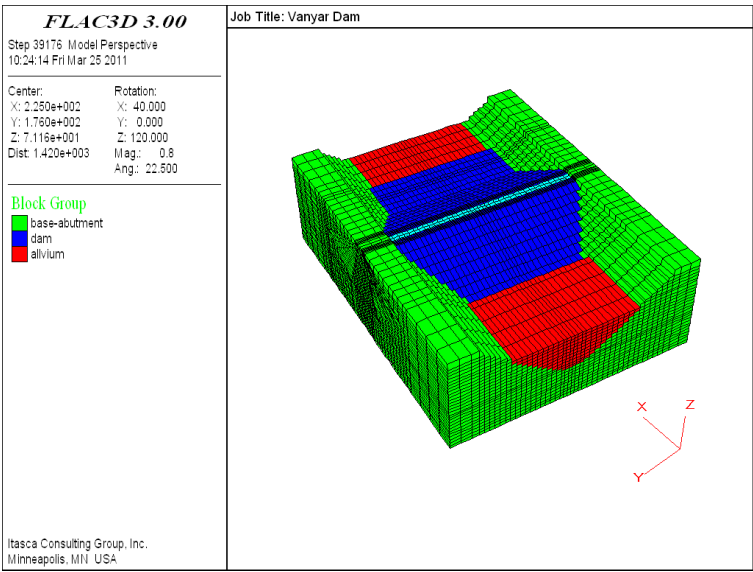 FLAC3D 3.00
Step 39176 Model Perspective
10:24:14 Fri Mar 25 2011
Center:
X: 2.250e+002
Y: 1.760e+002
Z: 7.116e+001
Dist: 1.420e+003
Rotation:
X: 40.000
Y: 0.000
Z: 120.000
Mag.: 0.8
Ang.: 22.500
Block Group
base-abutment
dam
allvium
Itasca Consulting Group, Inc.
Minneapolis, MN USA
Job Title: Vanyar Dam
X
Z
Y